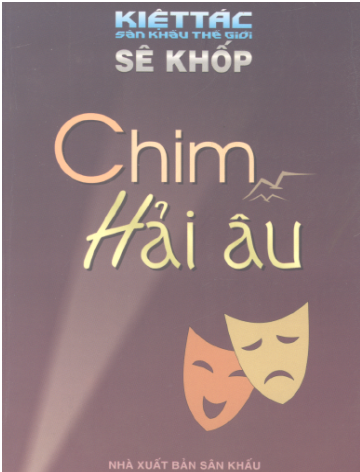 KIỆT TÁC
SÂN KHẤU THẾ GIỚI
SÊ KHỐP
Chim
Hải âu
NHÀ XUẤT BẢN SÂN KHẤU